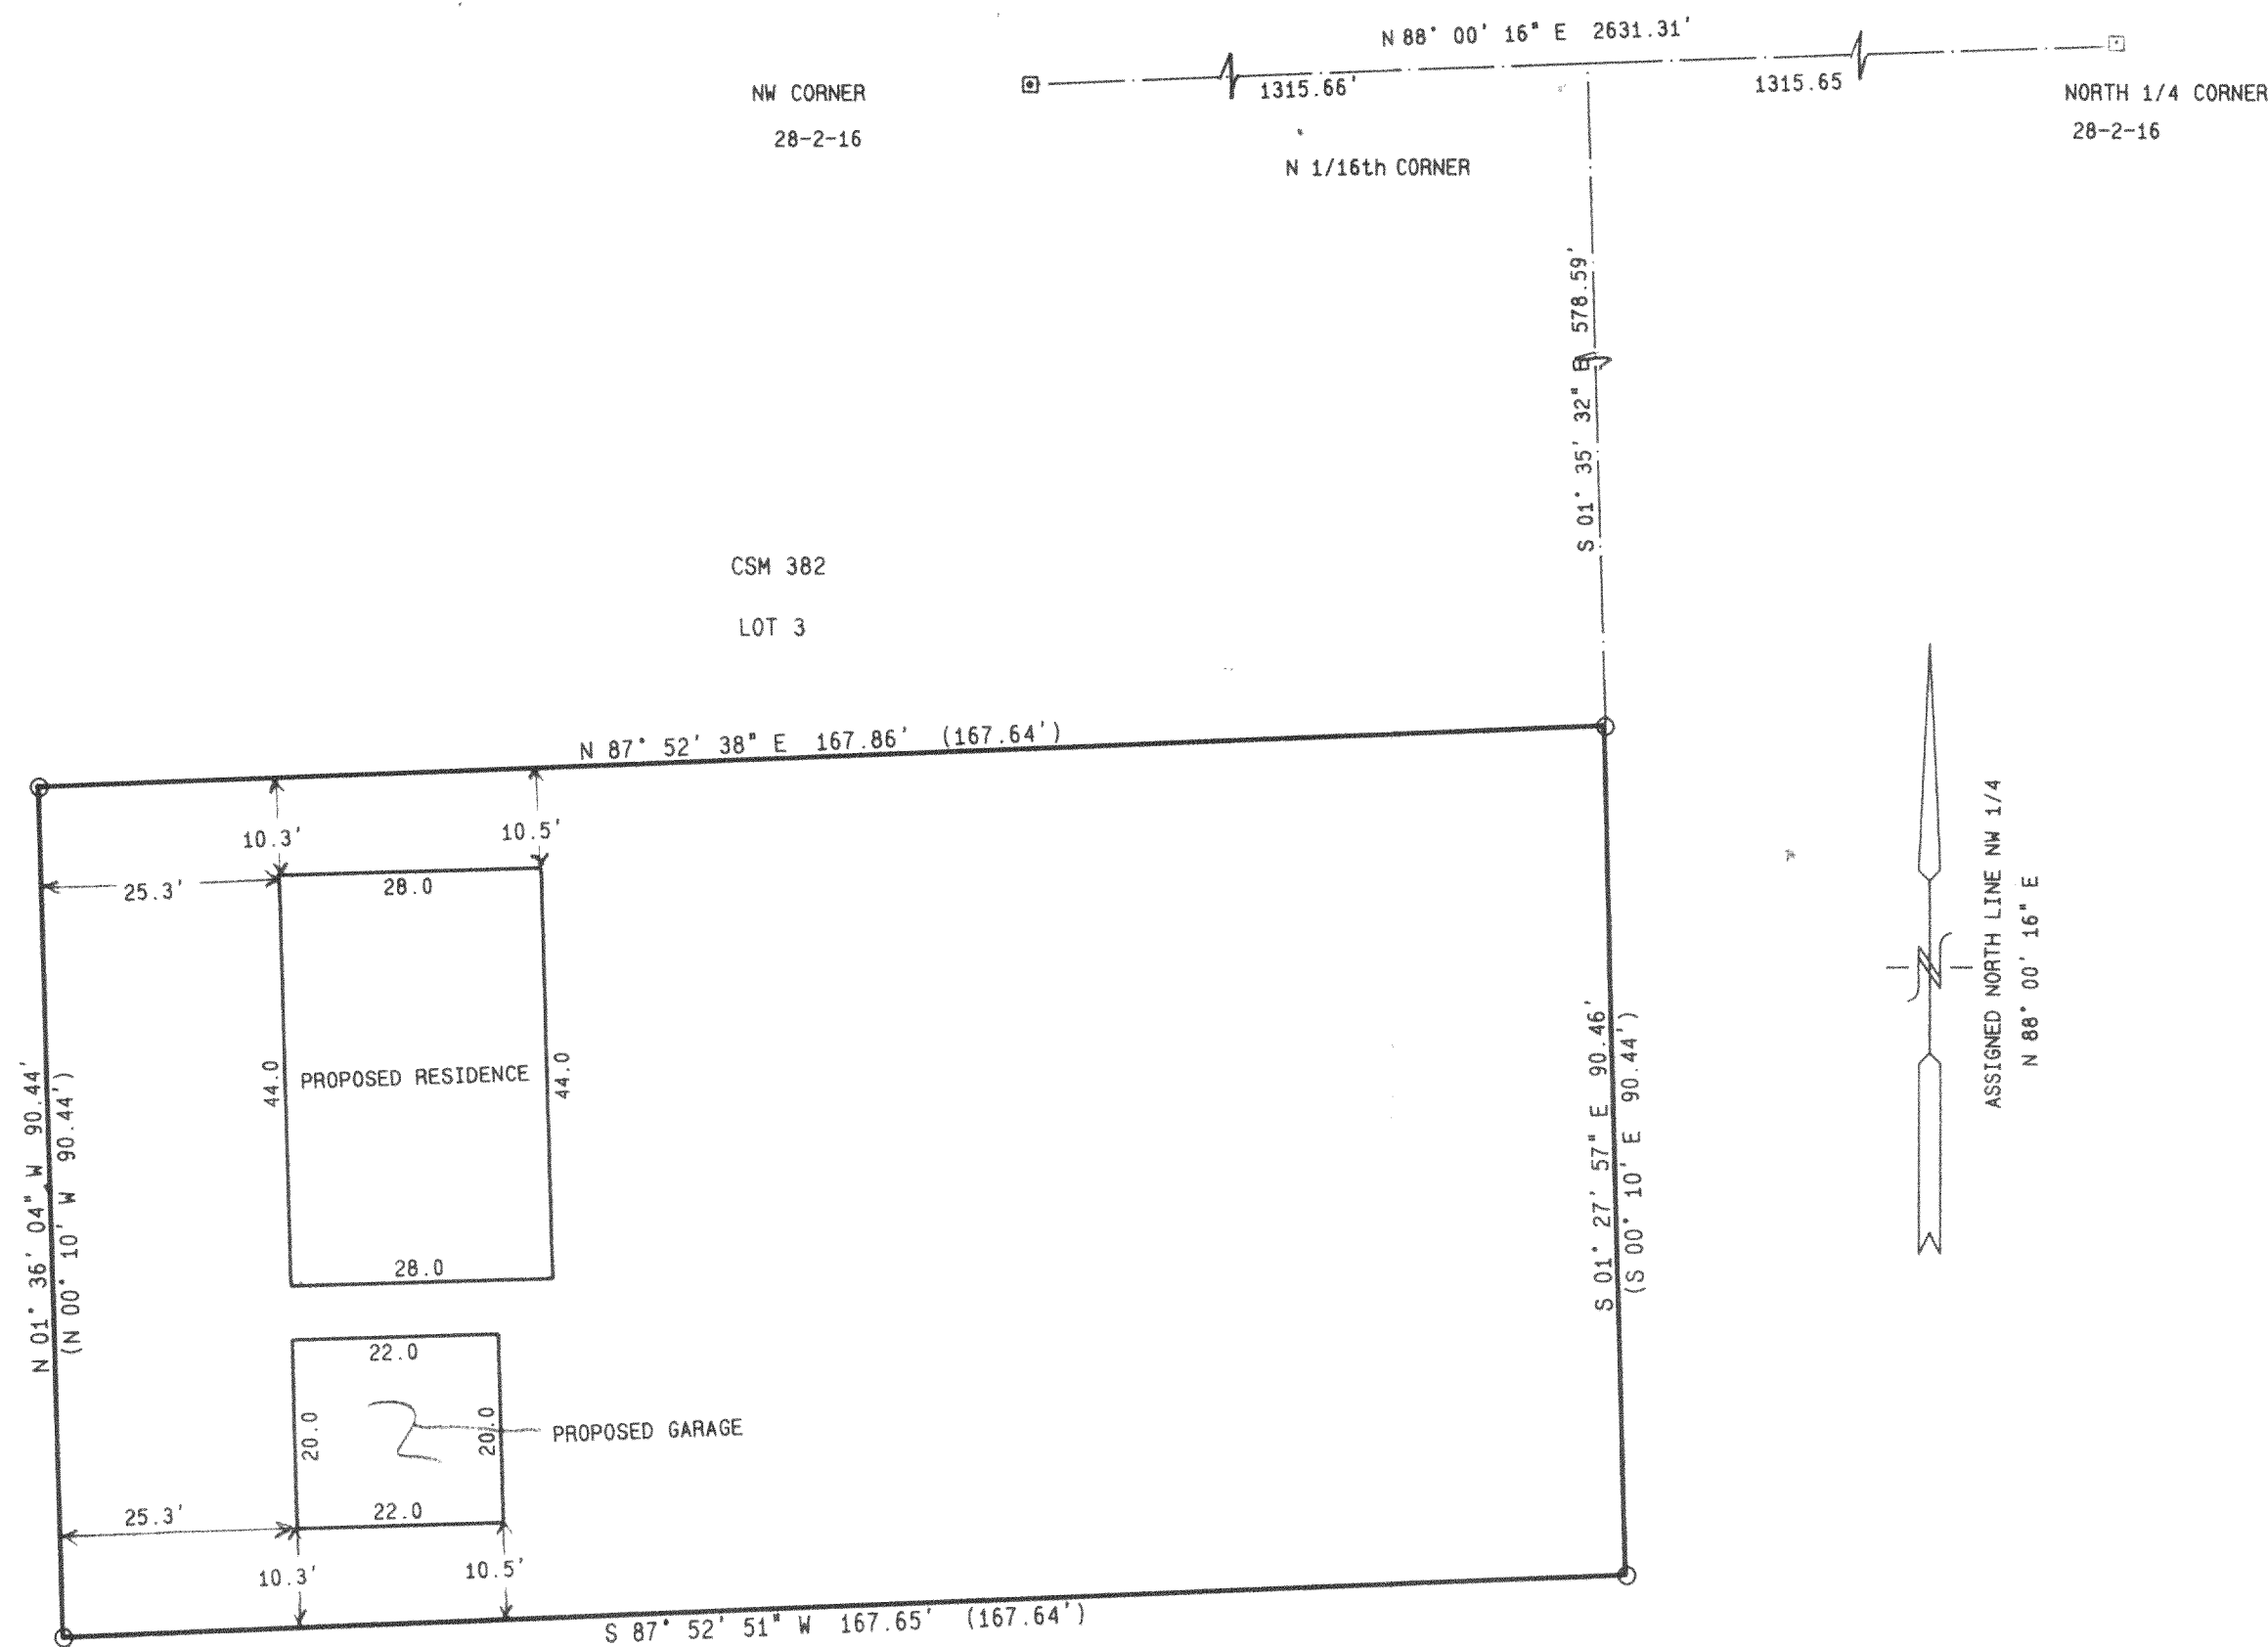 N 88° 00' 16" E 2631.31'
NW CORNER
28-2-16
1315.66'
1315.65
NORTH 1/4 CORNER
28-2-16
N 1/16th CORNER
S 01° 35' 32" E 578.59'
CSM 382
LOT 3
N 87° 52' 38" E 167.86' (167.64')
10.3'
10.5'
25.3'
28.0
44.0
PROPOSED RESIDENCE
44.0
28.0
N 01° 36' 04" W 90.44'
(N 00° 10' W 90.44')
22.0
20.0
20.0
PROPOSED GARAGE
22.0
25.3'
10.3'
10.5'
S 87° 52' 51" W 167.65' (167.64')
S 01° 27' 57" E 90.46'
(S 00° 10' E 90.44')
N
ASSIGNED NORTH LINE NW 1/4
N 88° 00' 16" E